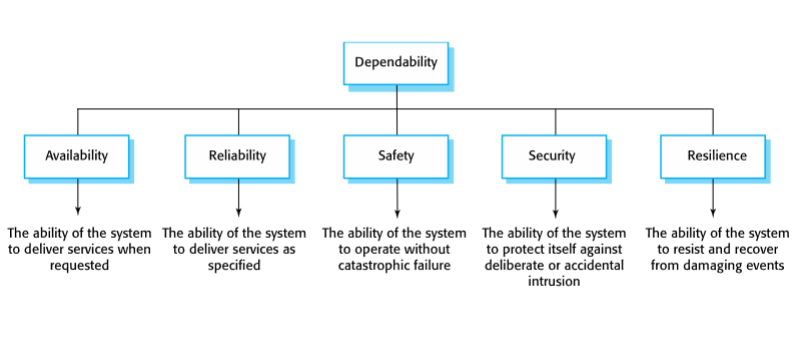 Dependability
Availability
Reliability
Safety
Security
Resilience
The ability of the system
to deliver services when
requested
The ability of the system
to deliver services as
specified
The ability of the system
to operate without
catastrophic failure
The ability of the system
to protect itself against
deliberate or accidental
intrusion
The ability of the system
to resist and recover
from damaging events